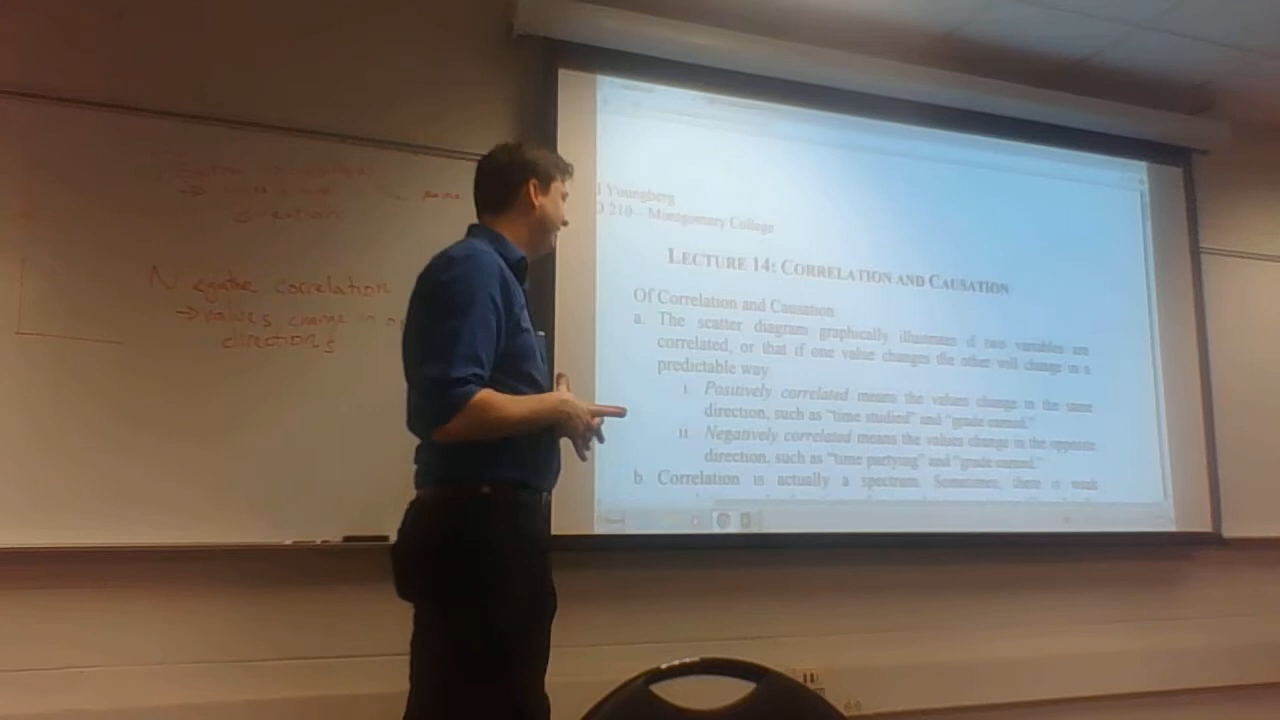 direction
Negative correlation
→ values change in
directions
Youngberg
210 – Montgomery College
LECTURE 14: CORRELATION AND CAUSATION
Of Correlation and Causation
a. The scatter diagram graphically illustrates if two variables are
correlated, or that if one value changes the other will change in a
predictable way
i. Positively correlated means the values change in the same
direction, such as "time studied" and "grade earned."
ii. Negatively correlated means the values change in the opposite
direction, such as "time partying" and "grade earned."
b. Correlation is actually a spectrum. Sometimes, there is weak